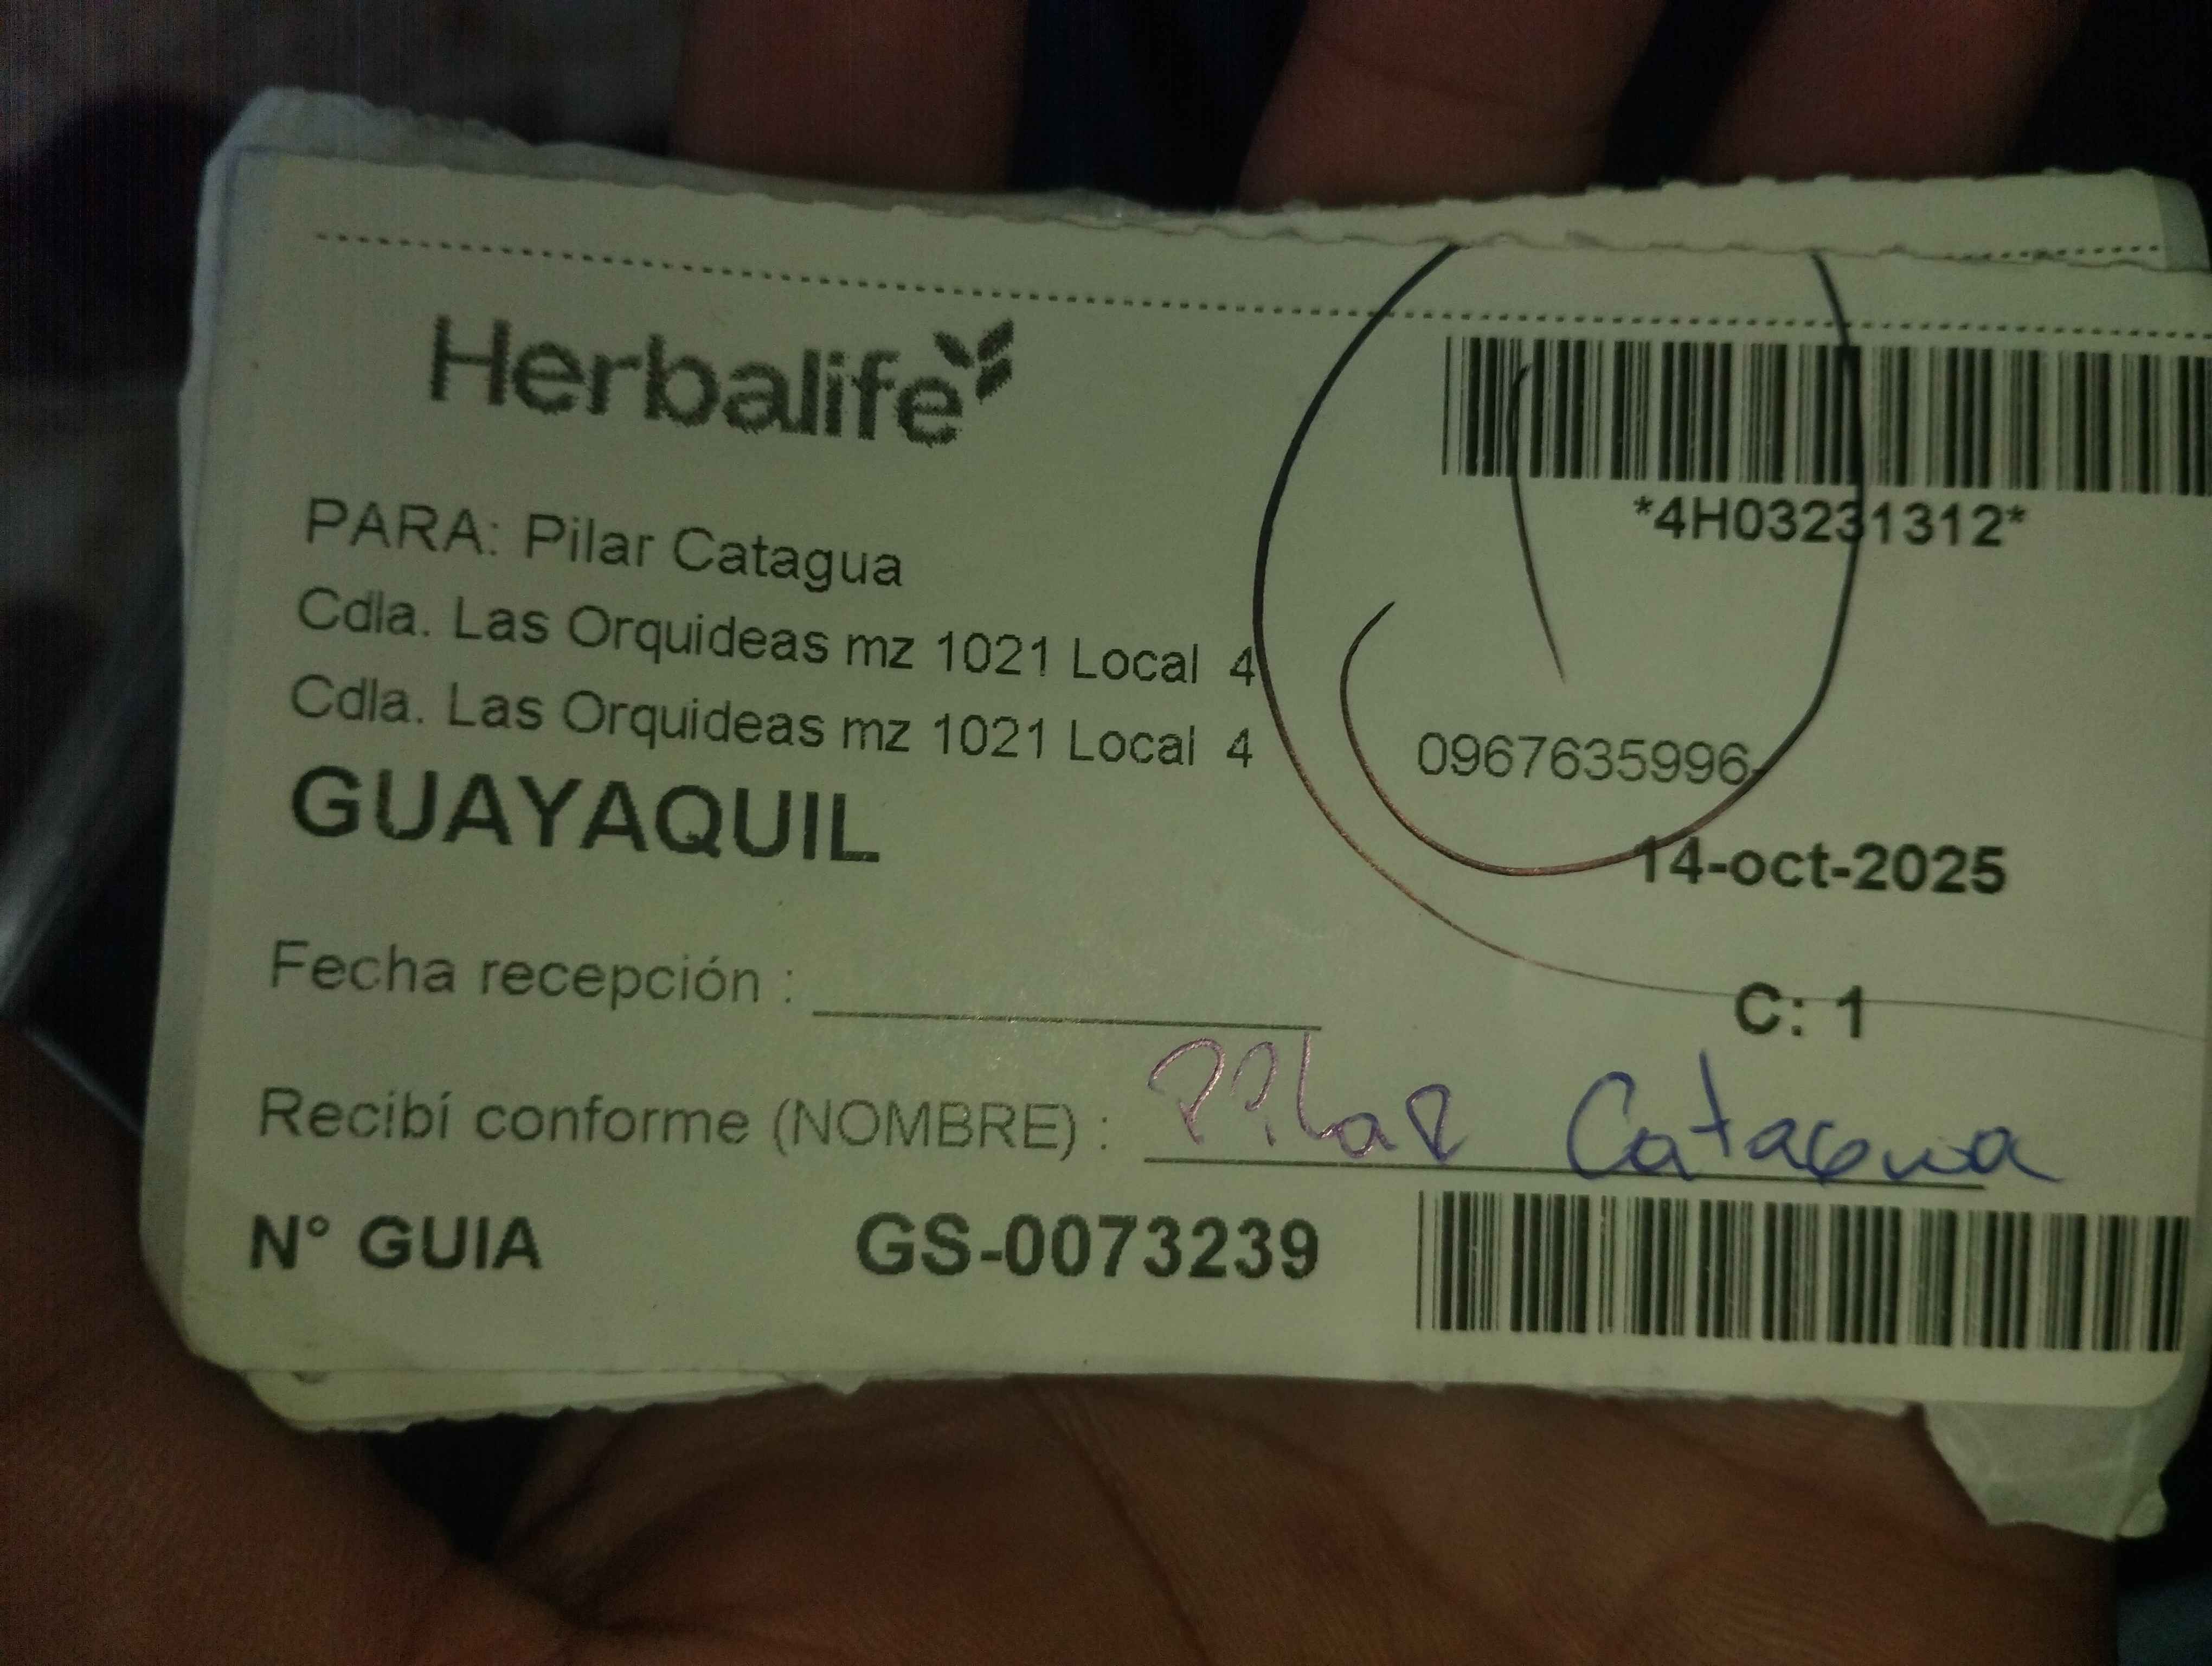 Herbalife
*4H03231312*
PARA: Pilar Catagua
Cdla. Las Orquideas mz 1021 Local 4
Cdla. Las Orquideas mz 1021 Local 4
0967635996-
GUAYAQUIL
14-oct-2025
Fecha recepción :
C: 1
Recibí conforme (NOMBRE) : Pilar Catagua
N° GUIA GS-0073239